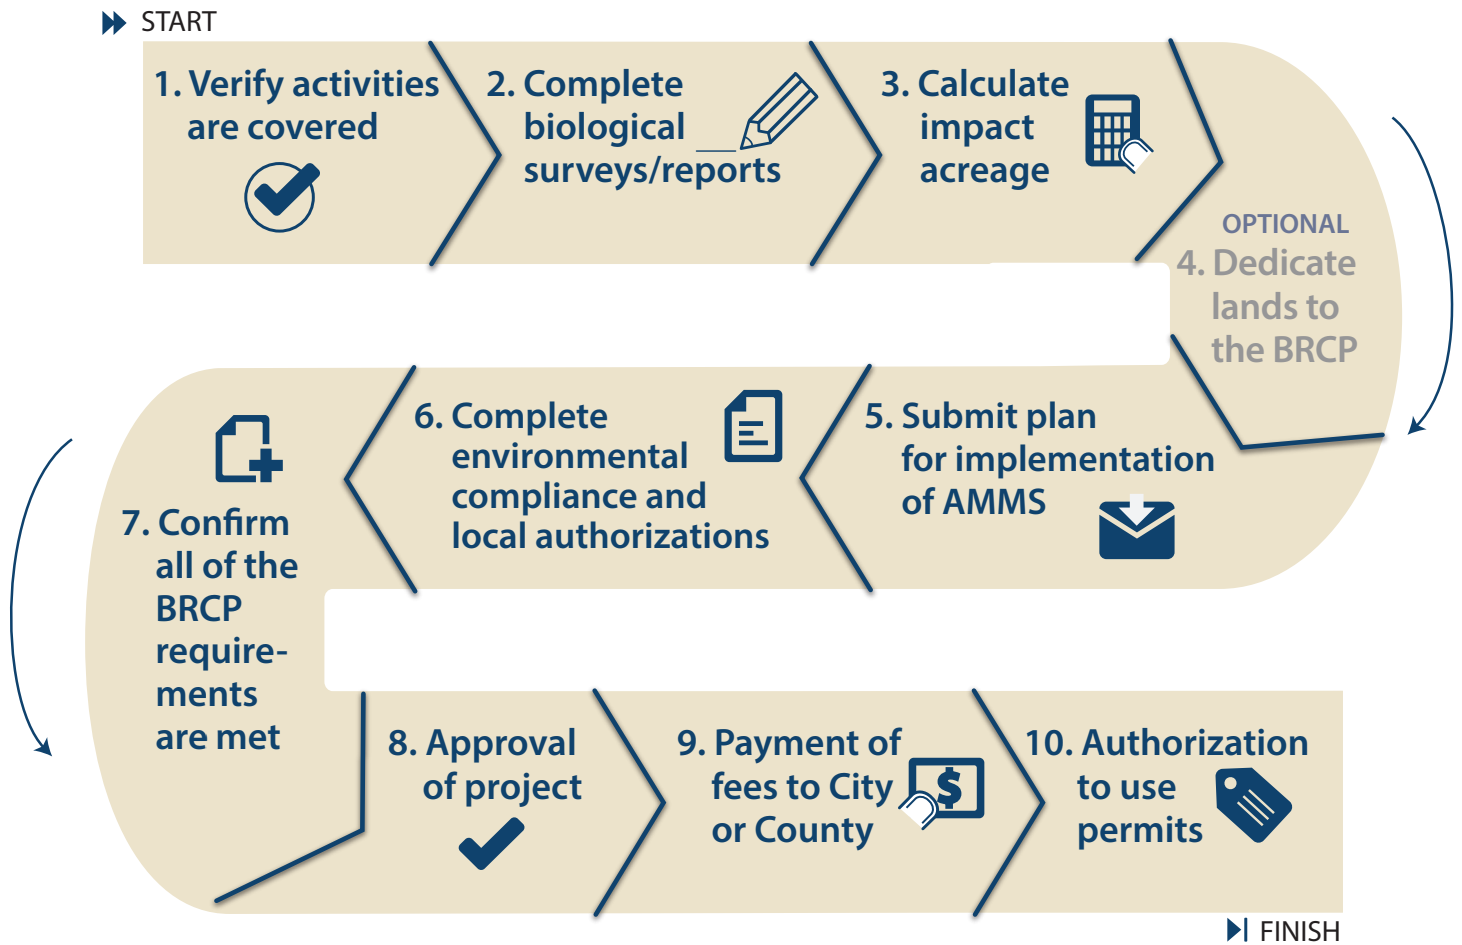 START
1. Verify activities
are covered
2. Complete
biological
surveys/reports
3. Calculate
impact
acreage
OPTIONAL
4. Dedicate
lands to
the BRCP
5. Submit plan
for implementation
of AMMS
6. Complete
environmental
compliance and
local authorizations
7. Confirm
all of the
BRCP
require-
ments
are met
8. Approval
of project
9. Payment of
fees to City
or County
$
10. Authorization
to use
permits
FINISH